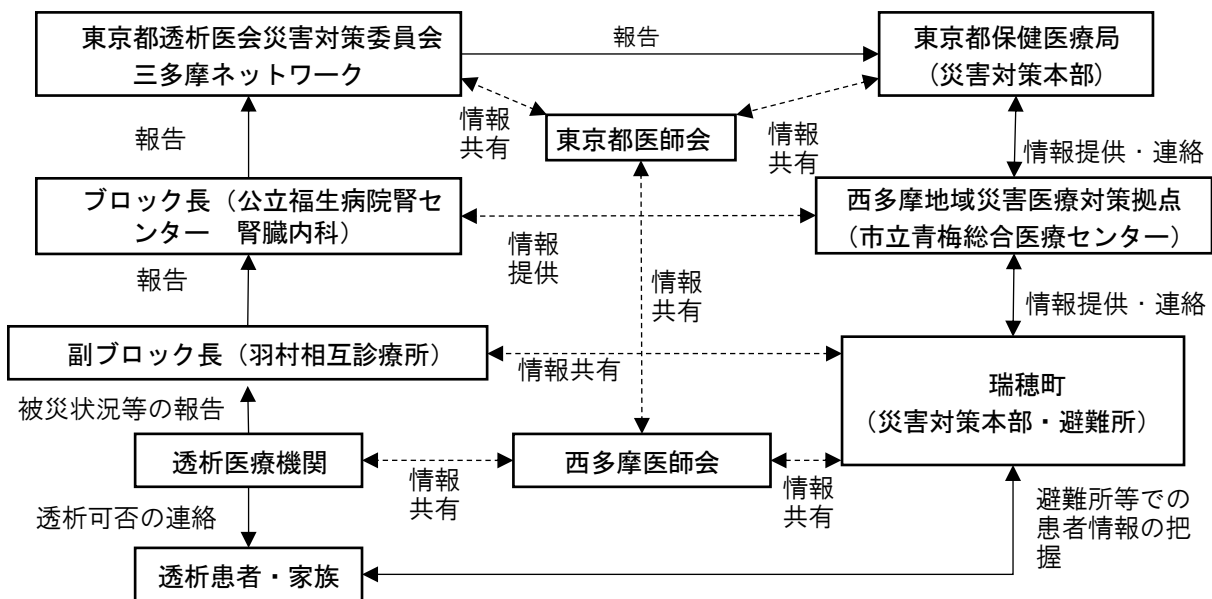 東京都透析医会災害対策委員会
三多摩ネットワーク
報告
東京都保健医療局
（災害対策本部）
情報
共有
東京都医師会
情報
共有
報告
情報提供・連絡
ブロック長（公立福生病院腎セ
ンター　腎臓内科）
西多摩地域災害医療対策拠点
（市立青梅総合医療センター）
情報
提供
報告
情報
共有
情報提供・連絡
副ブロック長（羽村相互診療所）
情報共有
瑞穂町
（災害対策本部・避難所）
被災状況等の報告
透析医療機関
情報
共有
西多摩医師会
情報
共有
透析可否の連絡
避難所等での
患者情報の把
握
透析患者・家族